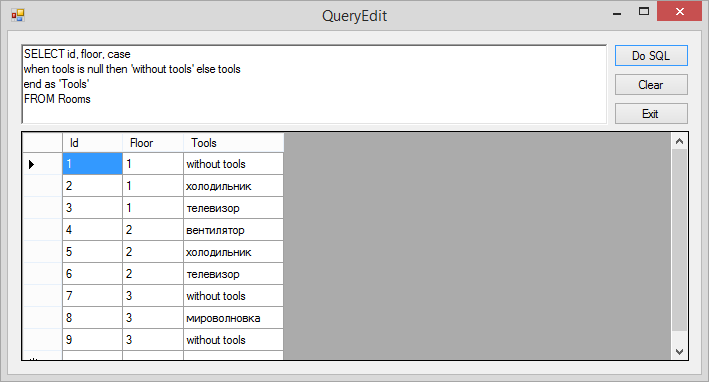 QueryEdit
SELECT id, floor, case
when tools is null then 'without tools' else tools
end as 'Tools'
FROM Rooms
Do SQL
Clear
Exit
Id Floor Tools
1 1 without tools
2 1 холодильник
3 1 телевизор
4 2 вентилятор
5 2 холодильник
6 2 телевизор
7 3 without tools
8 3 мироволновка
9 3 without tools